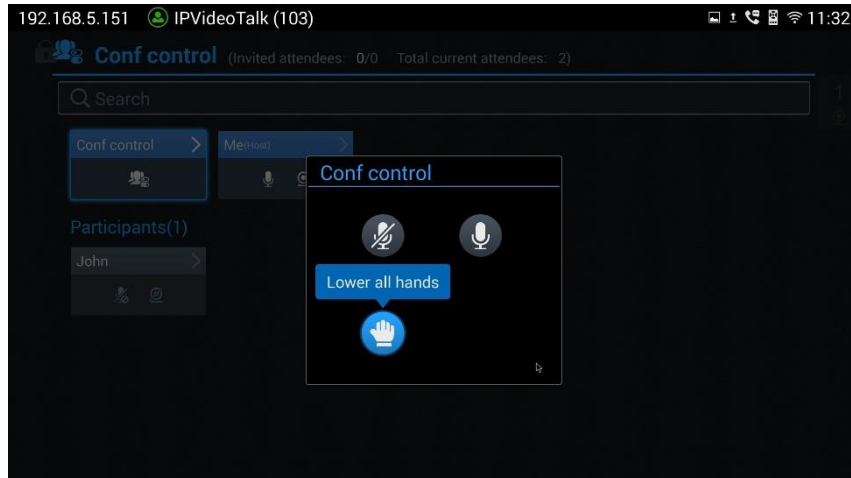 192.168.5.151 IPVideoTalk (103) 11:32
Conf control (Invited attendees: 0/0 Total current attendees: 2)
Search
1
Conf control
Me(Host)
Conf control
Participants(1)
John
Lower all hands